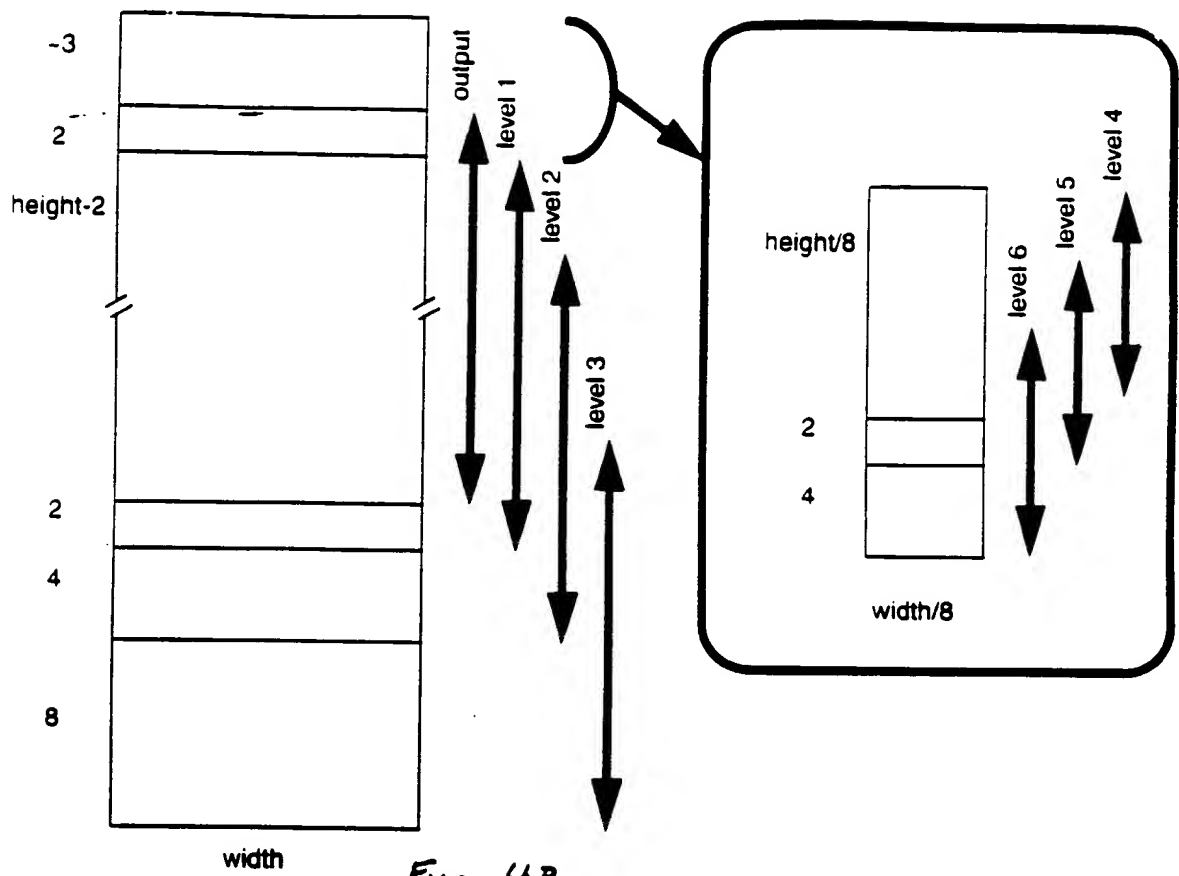 ~3
2
height-2
2
4
8
width
output
level 1
level 2
level 3
height/8
2
4
width/8
level 6
level 5
level 4